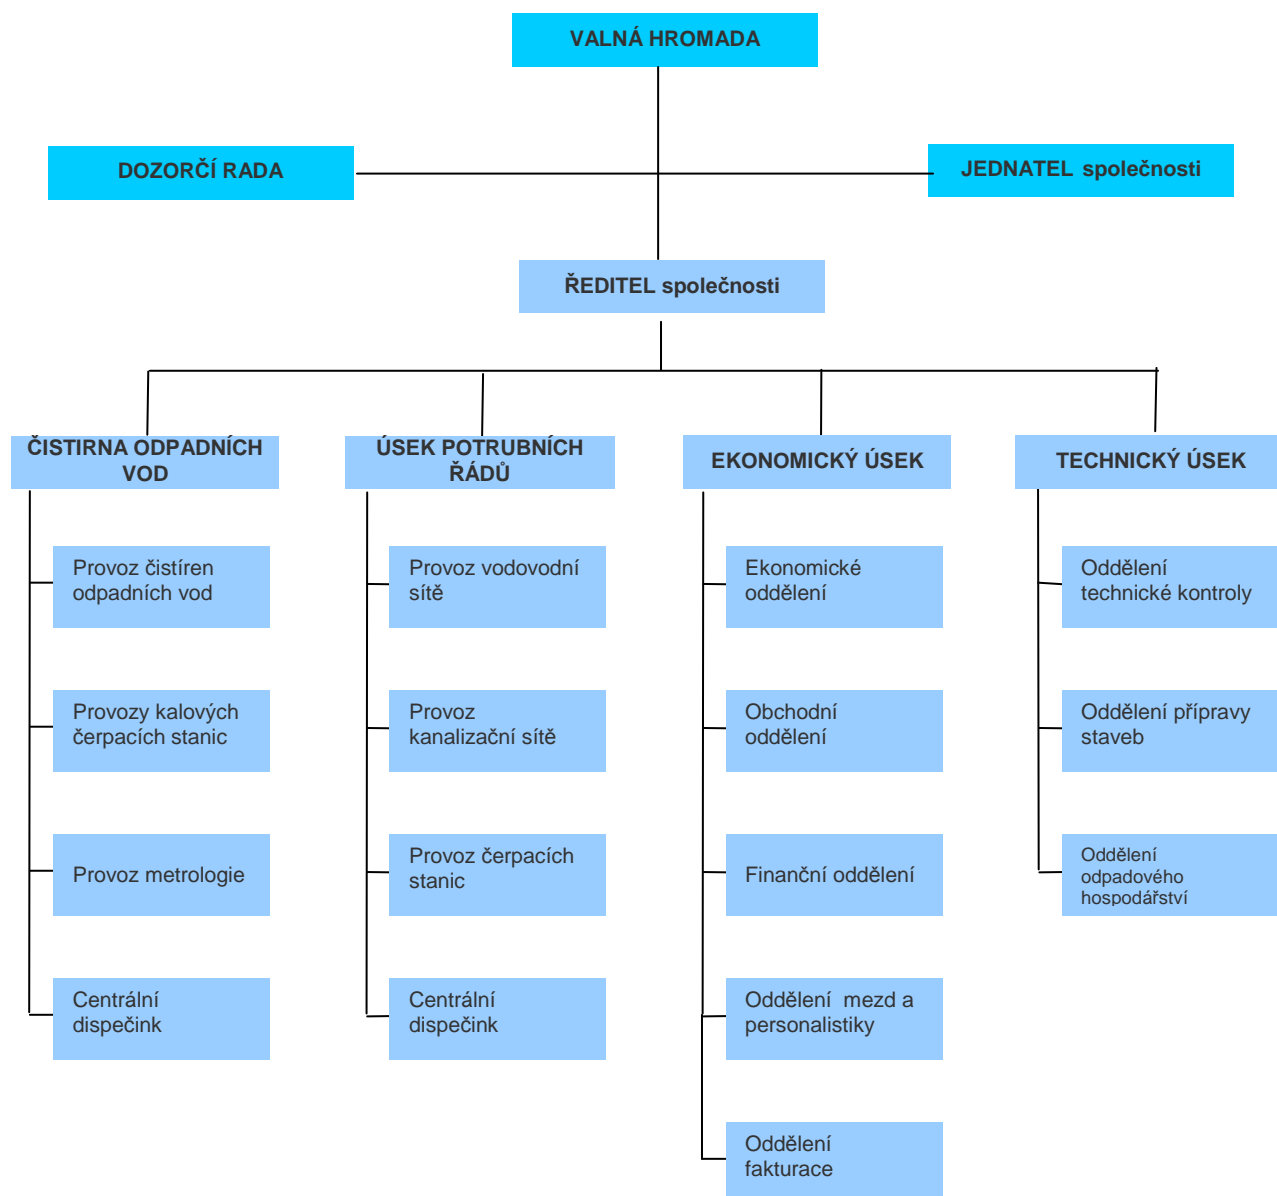 VALNÁ HROMADA
DOZORČÍ RADA
JEDNATEL společnosti
ŘEDITEL společnosti
ČISTIRNA ODPADNÍCH
VOD
ÚSEK POTRUBNÍCH
ŘÁDŮ
EKONOMICKÝ ÚSEK
TECHNICKÝ ÚSEK
Provoz čistíren
odpadních vod
Provozy kalových
čerpacích stanic
Provoz metrologie
Centrální
dispečink
Provoz vodovodní
sítě
Provoz
kanalizační sítě
Provoz čerpacích
stanic
Centrální
dispečink
Ekonomické
oddělení
Obchodní
oddělení
Finanční oddělení
Oddělení mezd a
personalistiky
Oddělení
fakturace
Oddělení
technické kontroly
Oddělení přípravy
staveb
Oddělení
odpadového
hospodářství